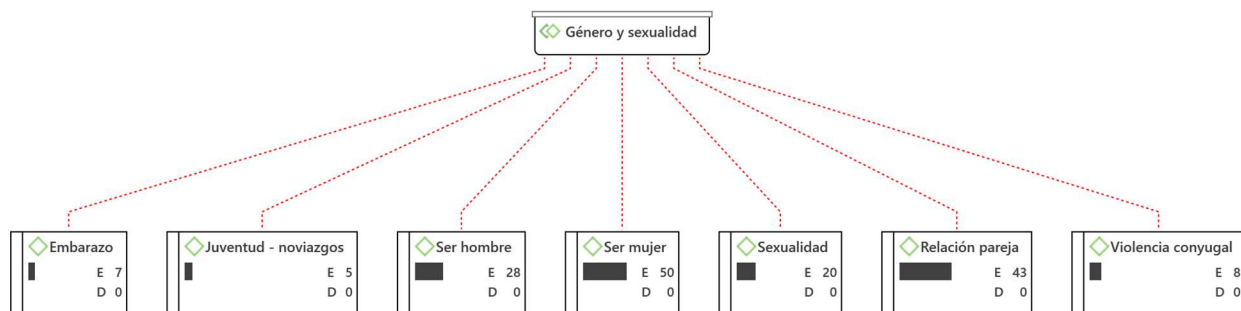 Género y sexualidad
Embarazo
E 7
D 0
Juventud - noviazgos
E 5
D 0
Ser hombre
E 28
D 0
Ser mujer
E 50
D 0
Sexualidad
E 20
D 0
Relación pareja
E 43
D 0
Violencia conyugal
E 8
D 0